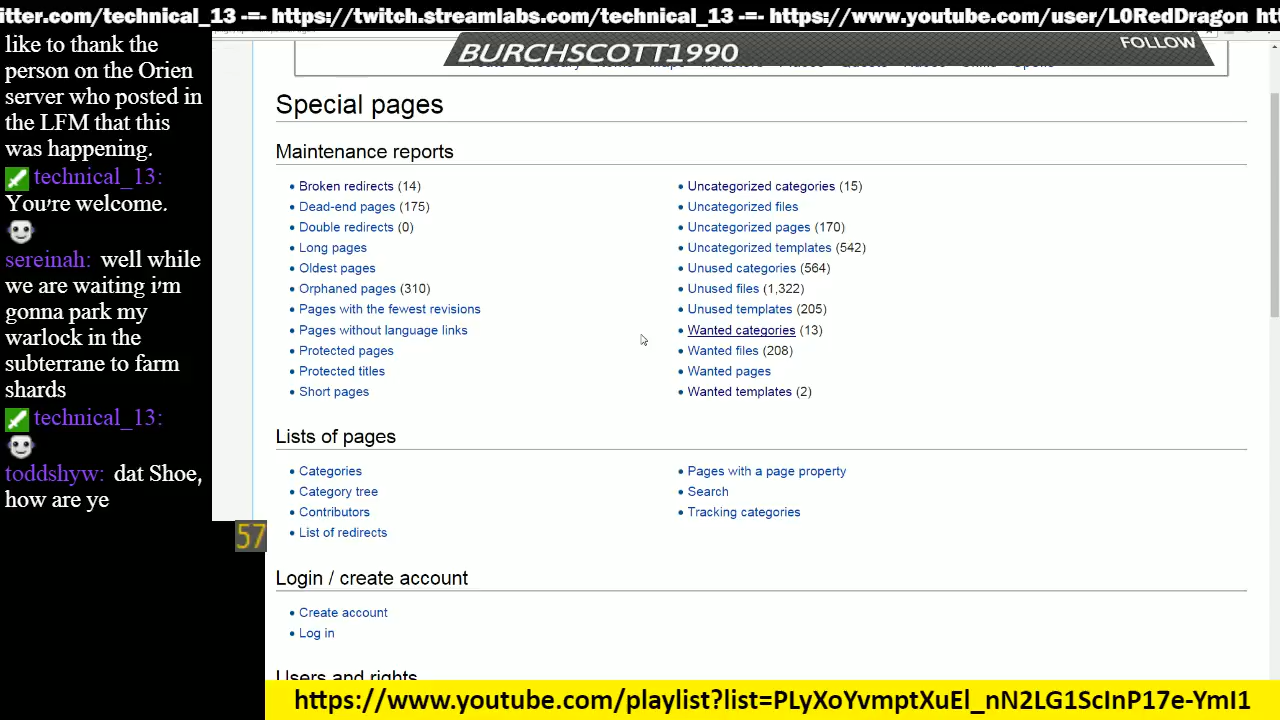 itter.com/technical_13 -=- https://twitch.streamlabs.com/technical_13 -=- https://www.youtube.com/user/L0RedDragon
BURCHSCOTT1990
FOLLOW
like to thank the
person on the Orien
server who posted in
the LFM that this
was happening.
technical_13:
You're welcome.
sereinah: well while
we are waiting i'm
gonna park my
warlock in the
subterrane to farm
shards
technical_13:
toddshyw: dat Shoe,
how are ye
57
Special pages
Maintenance reports
Broken redirects (14)
Dead-end pages (175)
Double redirects (0)
Long pages
Oldest pages
Orphaned pages (310)
Pages with the fewest revisions
Pages without language links
Protected pages
Protected titles
Short pages
Uncategorized categories (15)
Uncategorized files
Uncategorized pages (170)
Uncategorized templates (542)
Unused categories (564)
Unused files (1,322)
Unused templates (205)
Wanted categories (13)
Wanted files (208)
Wanted pages
Wanted templates (2)
Lists of pages
Categories
Category tree
Contributors
List of redirects
Pages with a page property
Search
Tracking categories
Login / create account
Create account
Log in
Users and rights
https://www.youtube.com/playlist?list=PLyXoYvmptXuEl_nN2LG1ScInP17e-YmI1